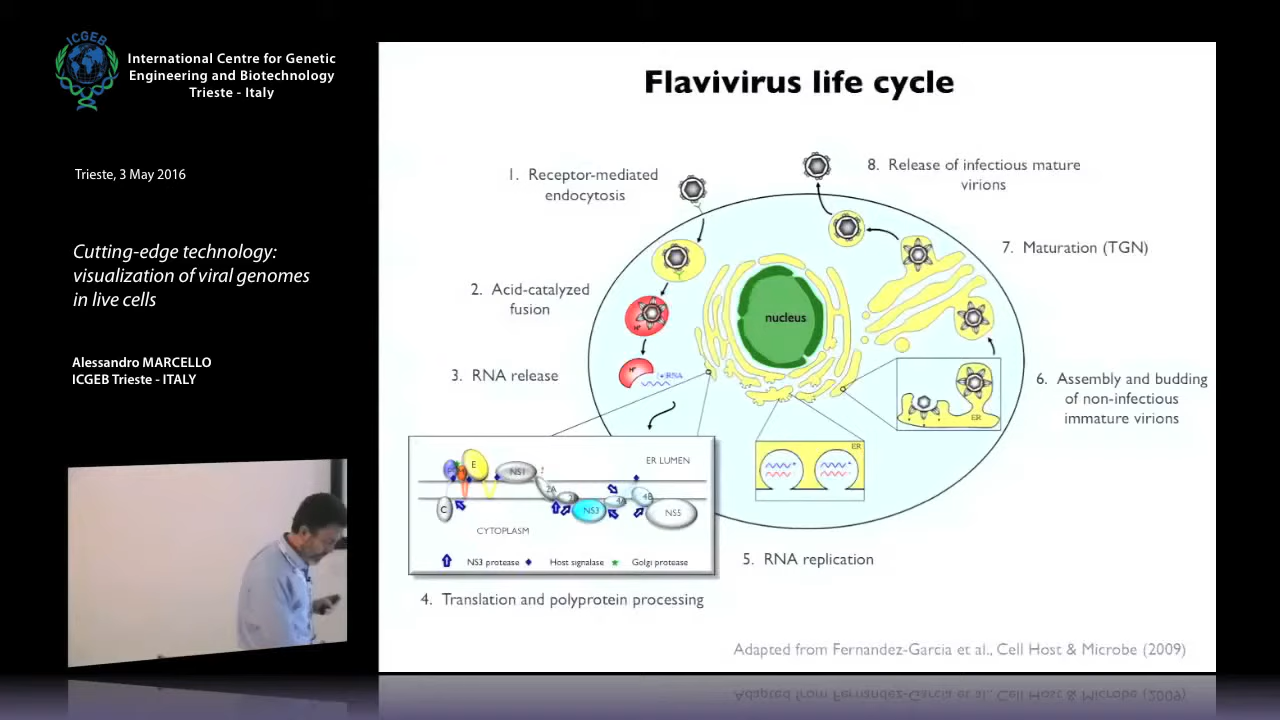 ICGEB
International Centre for Genetic
Engineering and Biotechnology
Trieste - Italy
Trieste, 3 May 2016
Cutting-edge technology:
visualization of viral genomes
in live cells
Alessandro MARCELLO
ICGEB Trieste - ITALY
Flavivirus life cycle
1. Receptor-mediated
endocytosis
2. Acid-catalyzed
fusion
H+
3. RNA release
H+
(+)RNA
nucleus
8. Release of infectious mature
virions
7. Maturation (TGN)
6. Assembly and budding
of non-infectious
immature virions
ER
ER
ER LUMEN
E
NS1
?
2A
4A
4B
C
NS3
NS5
CYTOPLASM
NS3 protease
Host signalase
Golgi protease
4. Translation and polyprotein processing
5. RNA replication
Adapted from Fernandez-Garcia et al., Cell Host & Microbe (2009)